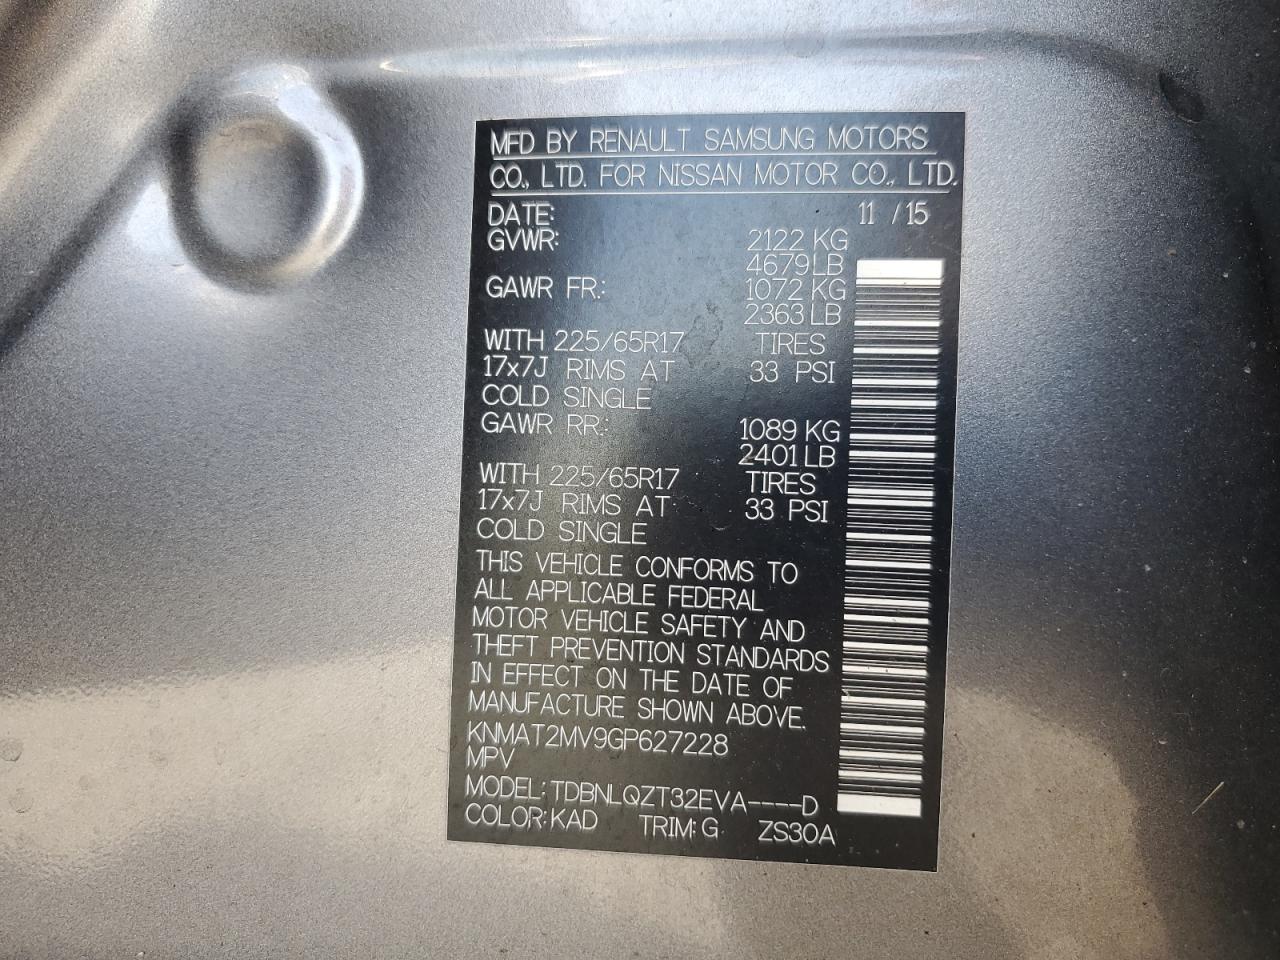 MFD BY RENAULT SAMSUNG MOTORS
CO., LTD. FOR NISSAN MOTOR CO., LTD.
DATE: 11 / 15
GVWR: 2122 KG
4679 LB
GAWR FR.: 1072 KG
2363 LB
WITH 225/65R17 TIRES
17x7J RIMS AT 33 PSI
COLD SINGLE
GAWR RR.: 1089 KG
2401 LB
WITH 225/65R17 TIRES
17x7J RIMS AT 33 PSI
COLD SINGLE
THIS VEHICLE CONFORMS TO
ALL APPLICABLE FEDERAL
MOTOR VEHICLE SAFETY AND
THEFT PREVENTION STANDARDS
IN EFFECT ON THE DATE OF
MANUFACTURE SHOWN ABOVE.
KNMAT2MV9GP627228
MPV
MODEL: TDBNLQZT32EVA----D
COLOR: KAD TRIM: G ZS30A